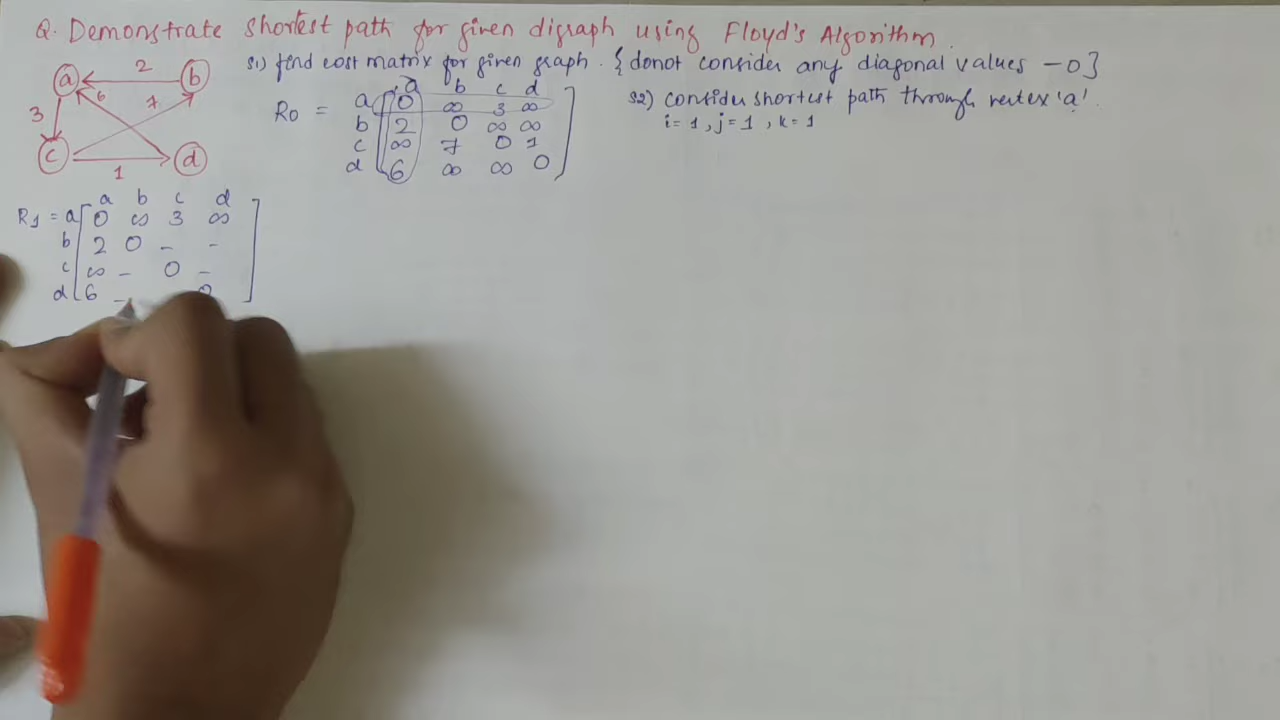 Q. Demonstrate shortest path for given digraph using Floyd's Algorithm.
S1) find cost matrix for given graph. {donot consider any diagonal values - 0}
a 2 b
3 6 7
c 1 d
a b c d
R0 = a 0 ∞ 3 ∞
b 2 0 ∞ ∞
c ∞ 7 0 1
d 6 ∞ ∞ 0
S2) consider shortest path through vertex 'a'.
i=1, j=1, k=1
a b c d
R1 = a 0 ∞ 3 ∞
b 2 0 - -
c ∞ - 0 -
d 6 - 0